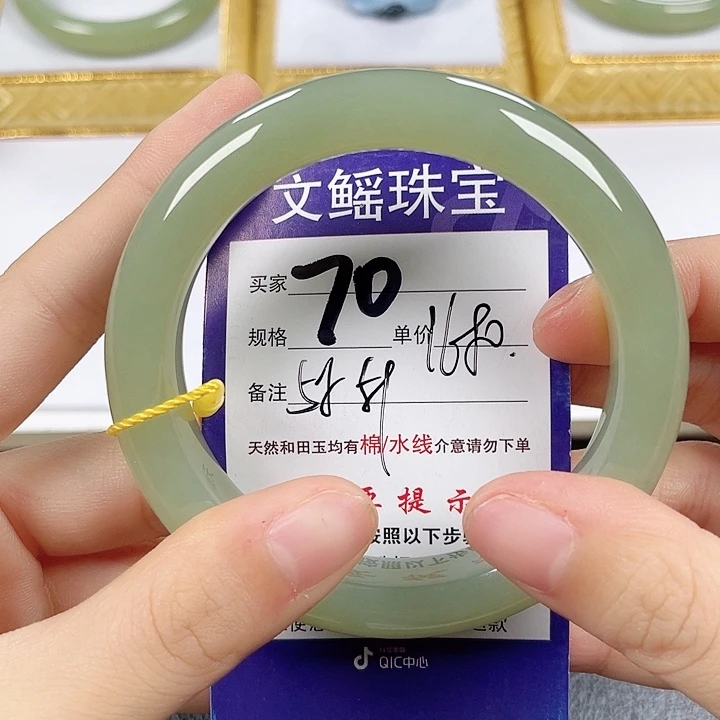 文鳐珠宝
买家 70
规格 单价 1680.
备注 58
天然和田玉均有棉/水线介意请勿下单
提示
按照以下步
款
QIC中心